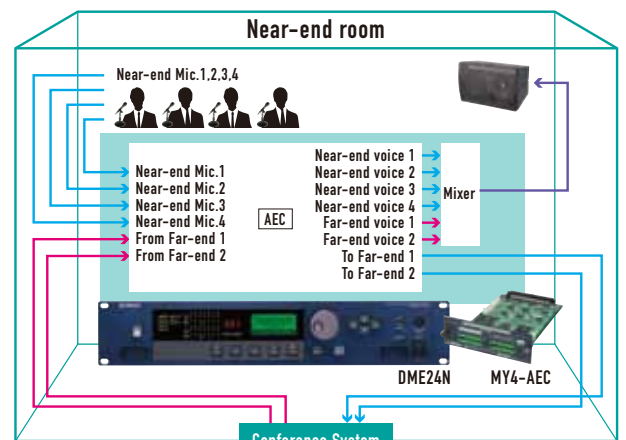 Near-end room
Near-end Mic.1,2,3,4
Near-end Mic.1
Near-end Mic.2
Near-end Mic.3
Near-end Mic.4
From Far-end 1
From Far-end 2
AEC
Near-end voice 1
Near-end voice 2
Near-end voice 3
Near-end voice 4
Far-end voice 1
Far-end voice 2
To Far-end 1
To Far-end 2
Mixer
DME24N
MY4-AEC
Conference System